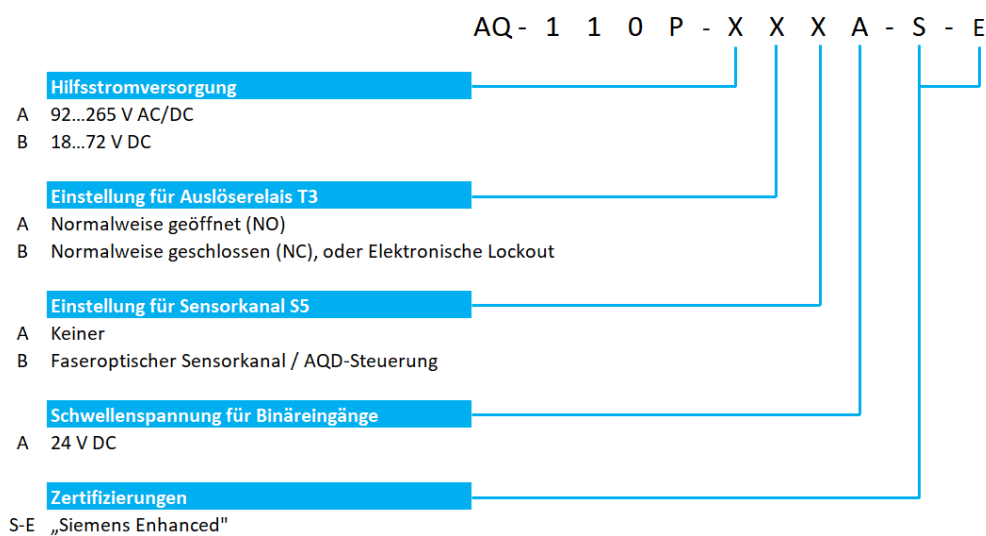 AQ - 1 1 0 P - X X X A - S - E
Hilfsstromversorgung
A 92...265 V AC/DC
B 18...72 V DC
Einstellung für Auslöserelais T3
A Normalweise geöffnet (NO)
B Normalweise geschlossen (NC), oder Elektronische Lockout
Einstellung für Sensorkanal S5
A Keiner
B Faseroptischer Sensorkanal / AQD-Steuerung
Schwellenspannung für Binäreingänge
A 24 V DC
Zertifizierungen
S-E „Siemens Enhanced"